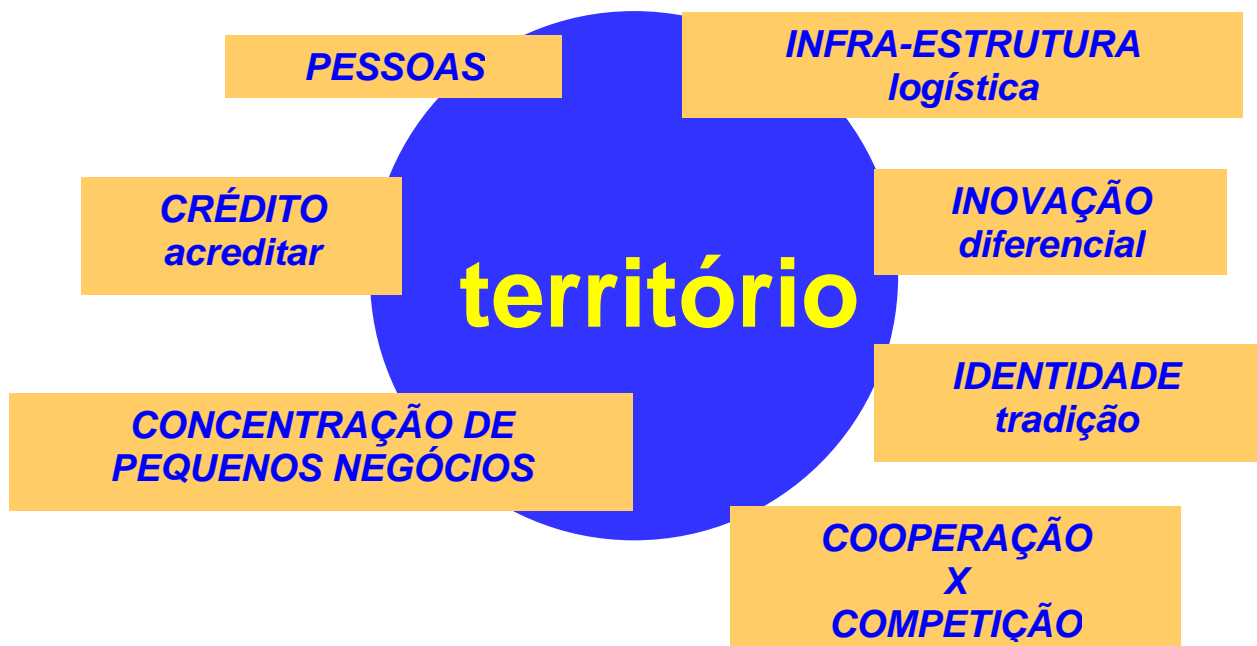 PESSOAS
INFRA-ESTRUTURA
logística
CRÉDITO
acreditar
INOVAÇÃO
diferencial
território
IDENTIDADE
tradição
CONCENTRAÇÃO DE
PEQUENOS NEGÓCIOS
COOPERAÇÃO
X
COMPETIÇÃO